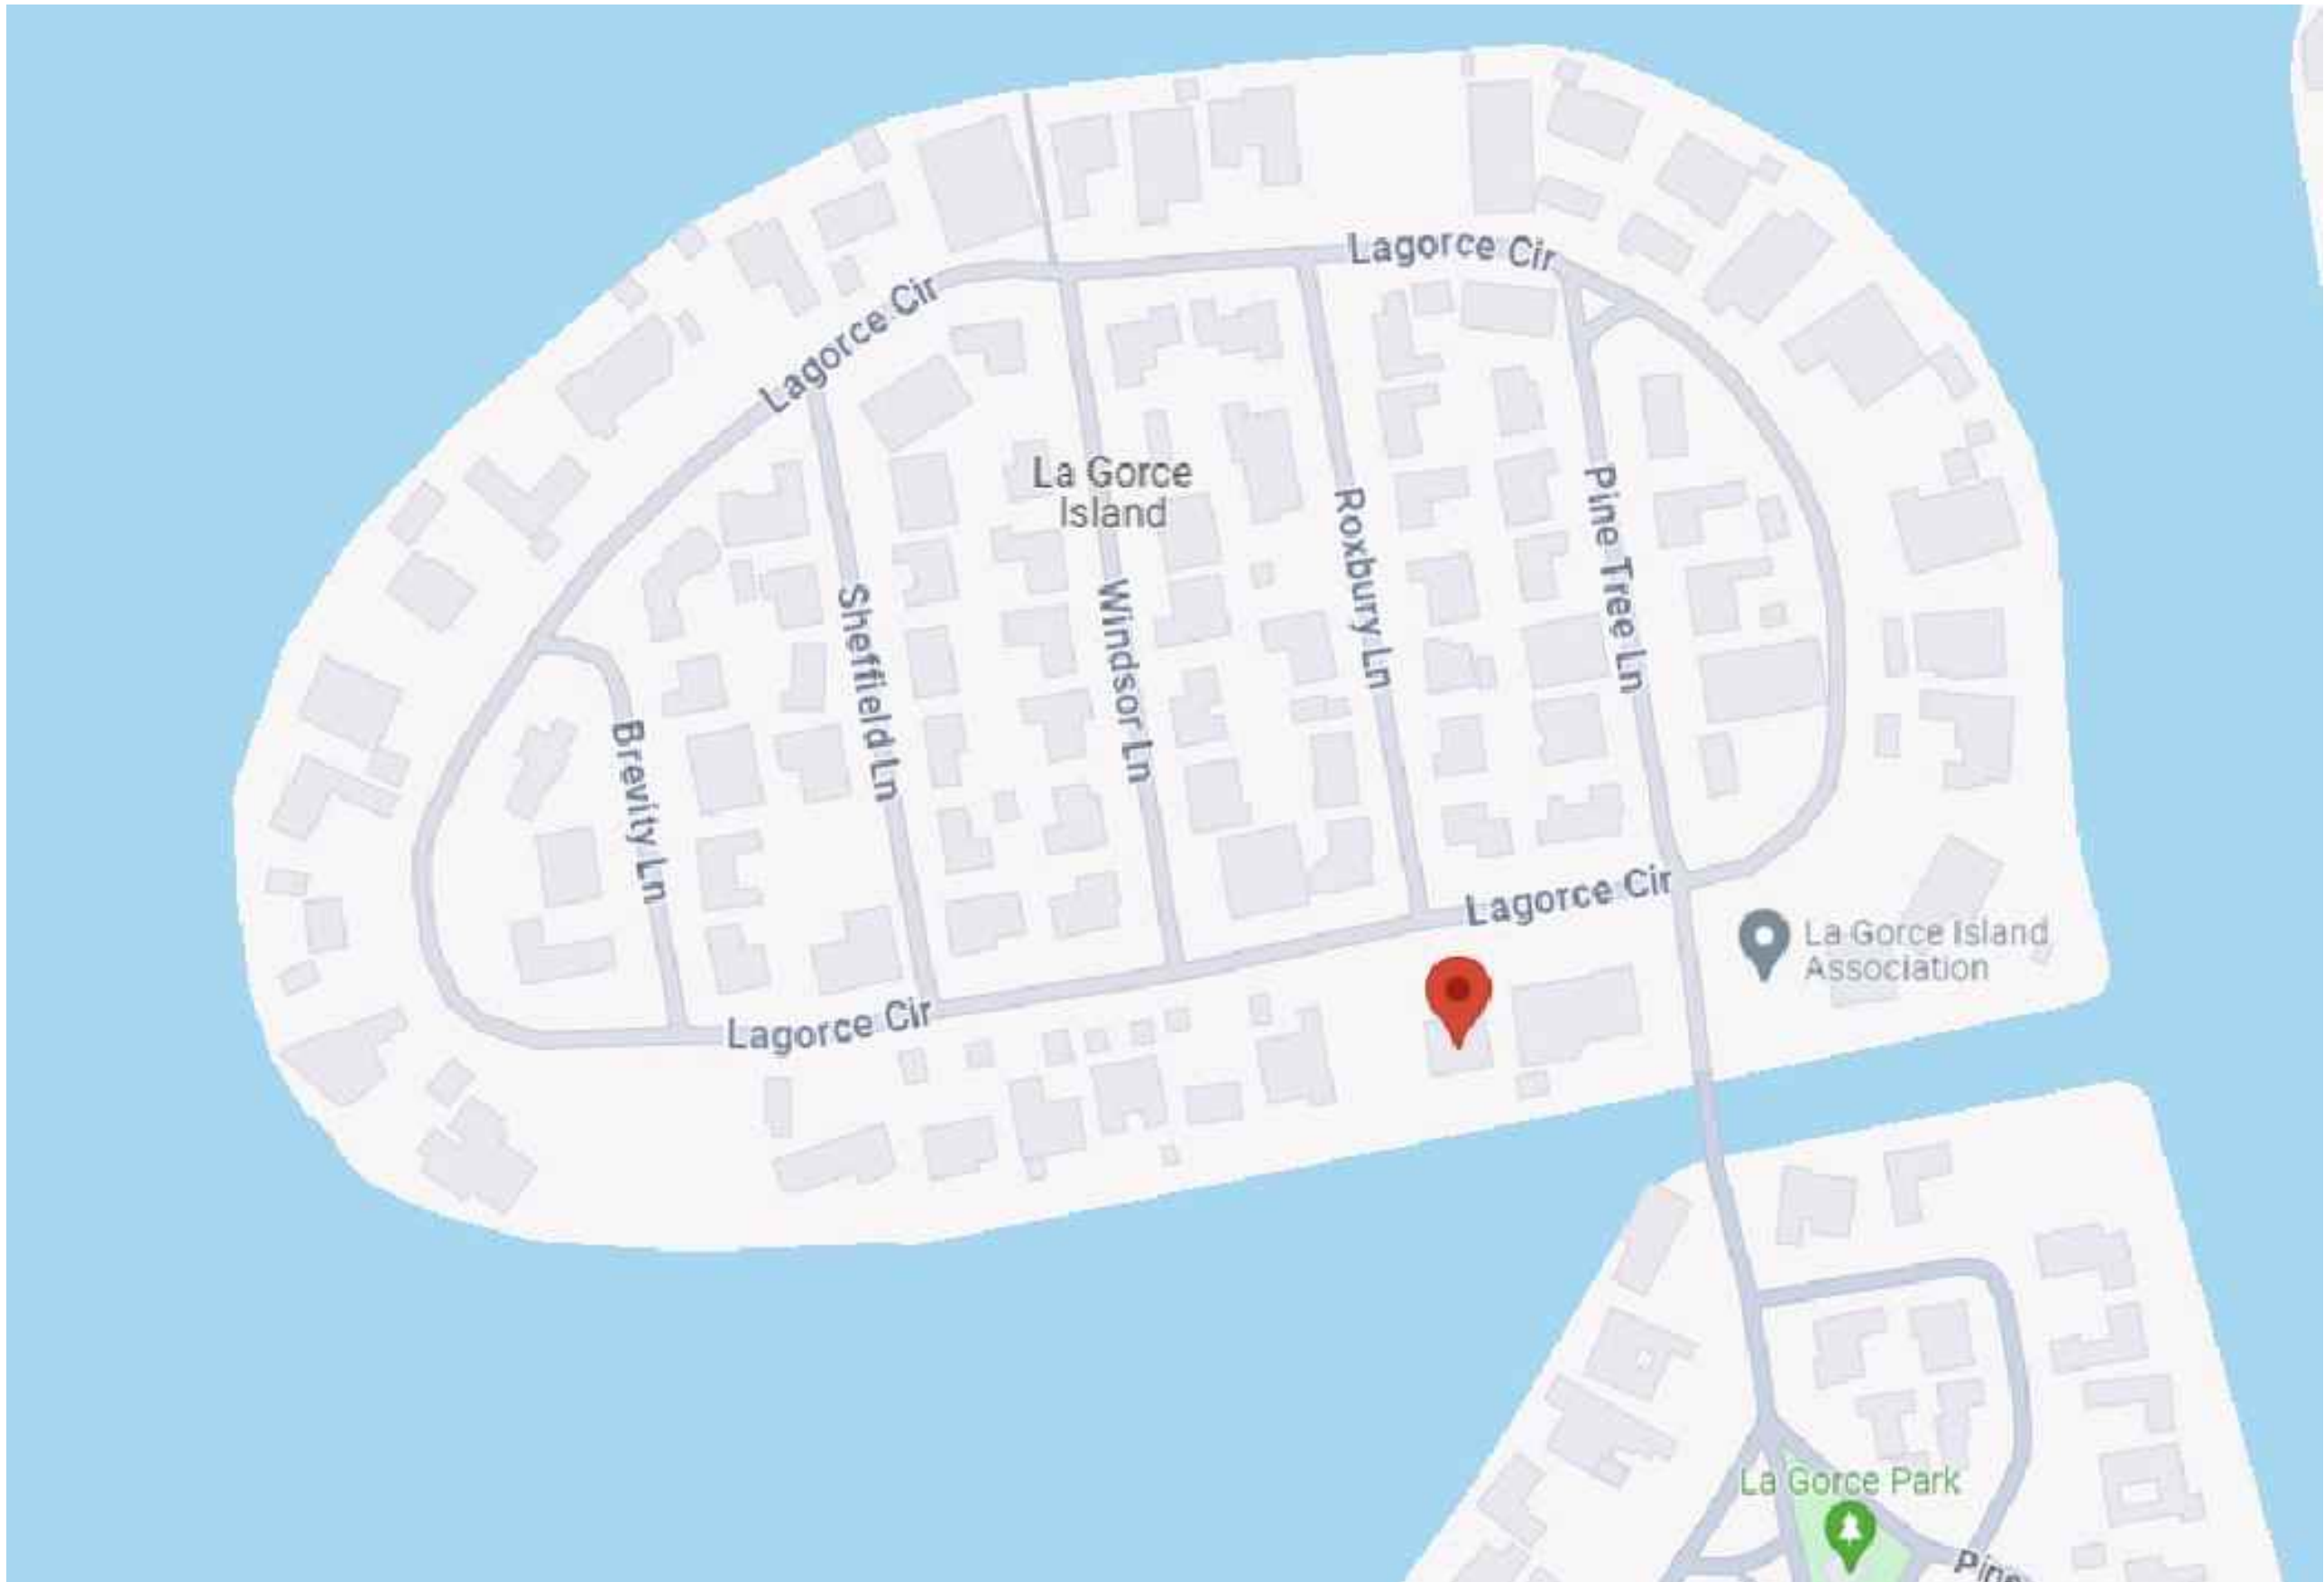 Lagorce Cir
Lagorce Cir
La Gorce
Island
Pine Tree Ln
Roxbury Ln
Windsor Ln
Sheffield Ln
Brevity Ln
Lagorce Cir
La Gorce Island
Association
Lagorce Cir
La Gorce Park
Pine